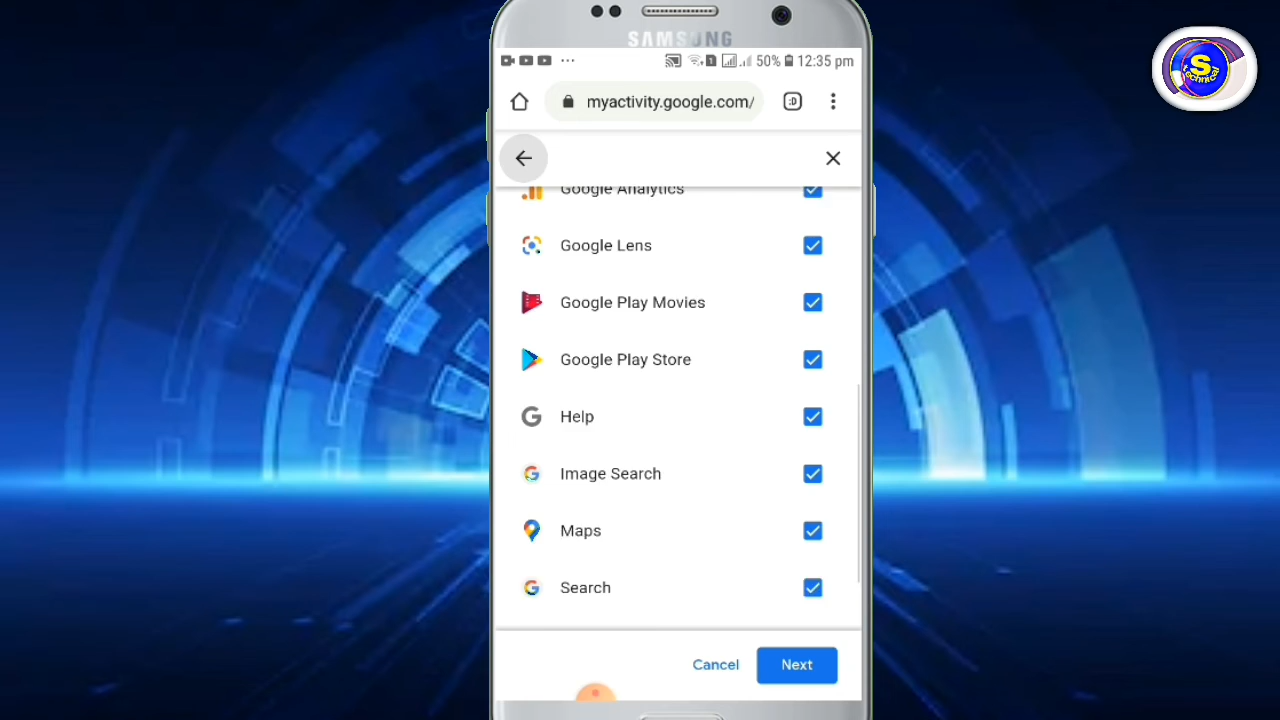 SAMSUNG
50% 12:35 pm
myactivity.google.com/
:D
Google Analytics
Google Lens
Google Play Movies
Google Play Store
Help
Image Search
Maps
Search
Cancel Next
S
technical